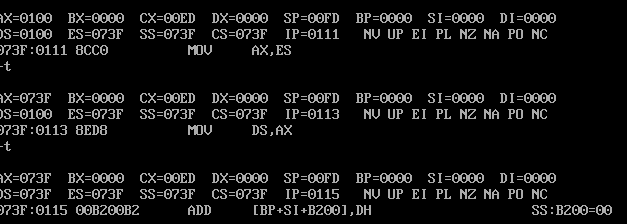 AX=0100 BX=0000 CX=00ED DX=0000 SP=00FD BP=0000 SI=0000 DI=0000
DS=0100 ES=073F SS=073F CS=073F IP=0111 NV UP EI PL NZ NA PO NC
073F:0111 8CC0 MOV AX,ES
-t
AX=073F BX=0000 CX=00ED DX=0000 SP=00FD BP=0000 SI=0000 DI=0000
DS=0100 ES=073F SS=073F CS=073F IP=0113 NV UP EI PL NZ NA PO NC
073F:0113 8ED8 MOV DS,AX
-t
AX=073F BX=0000 CX=00ED DX=0000 SP=00FD BP=0000 SI=0000 DI=0000
DS=073F ES=073F SS=073F CS=073F IP=0115 NV UP EI PL NZ NA PO NC
073F:0115 00B200B2 ADD [BP+SI+B200],DH SS:B200=00